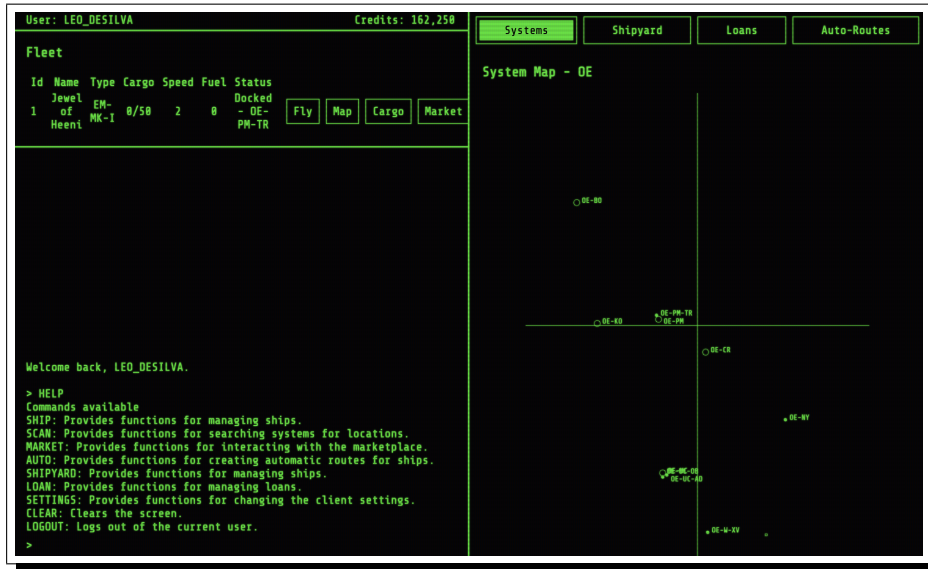 User: LEO_DESILVA Credits: 162,250
Fleet
Id Name Type Cargo Speed Fuel Status
1 Jewel of Heeni EM-MK-I 0/50 2 0 Docked - OE-PM-TR Fly Map Cargo Market
Welcome back, LEO_DESILVA.
> HELP
Commands available
SHIP: Provides functions for managing ships.
SCAN: Provides functions for searching systems for locations.
MARKET: Provides functions for interacting with the marketplace.
AUTO: Provides functions for creating automatic routes for ships.
SHIPYARD: Provides functions for managing ships.
LOAN: Provides functions for managing loans.
SETTINGS: Provides functions for changing the client settings.
CLEAR: Clears the screen.
LOGOUT: Logs out of the current user.
>
Systems Shipyard Loans Auto-Routes
System Map - OE
OE-BO
OE-PM-TR
OE-KO OE-PM
OE-CR
OE-NY
OE-UC-AD
OE-W-XV